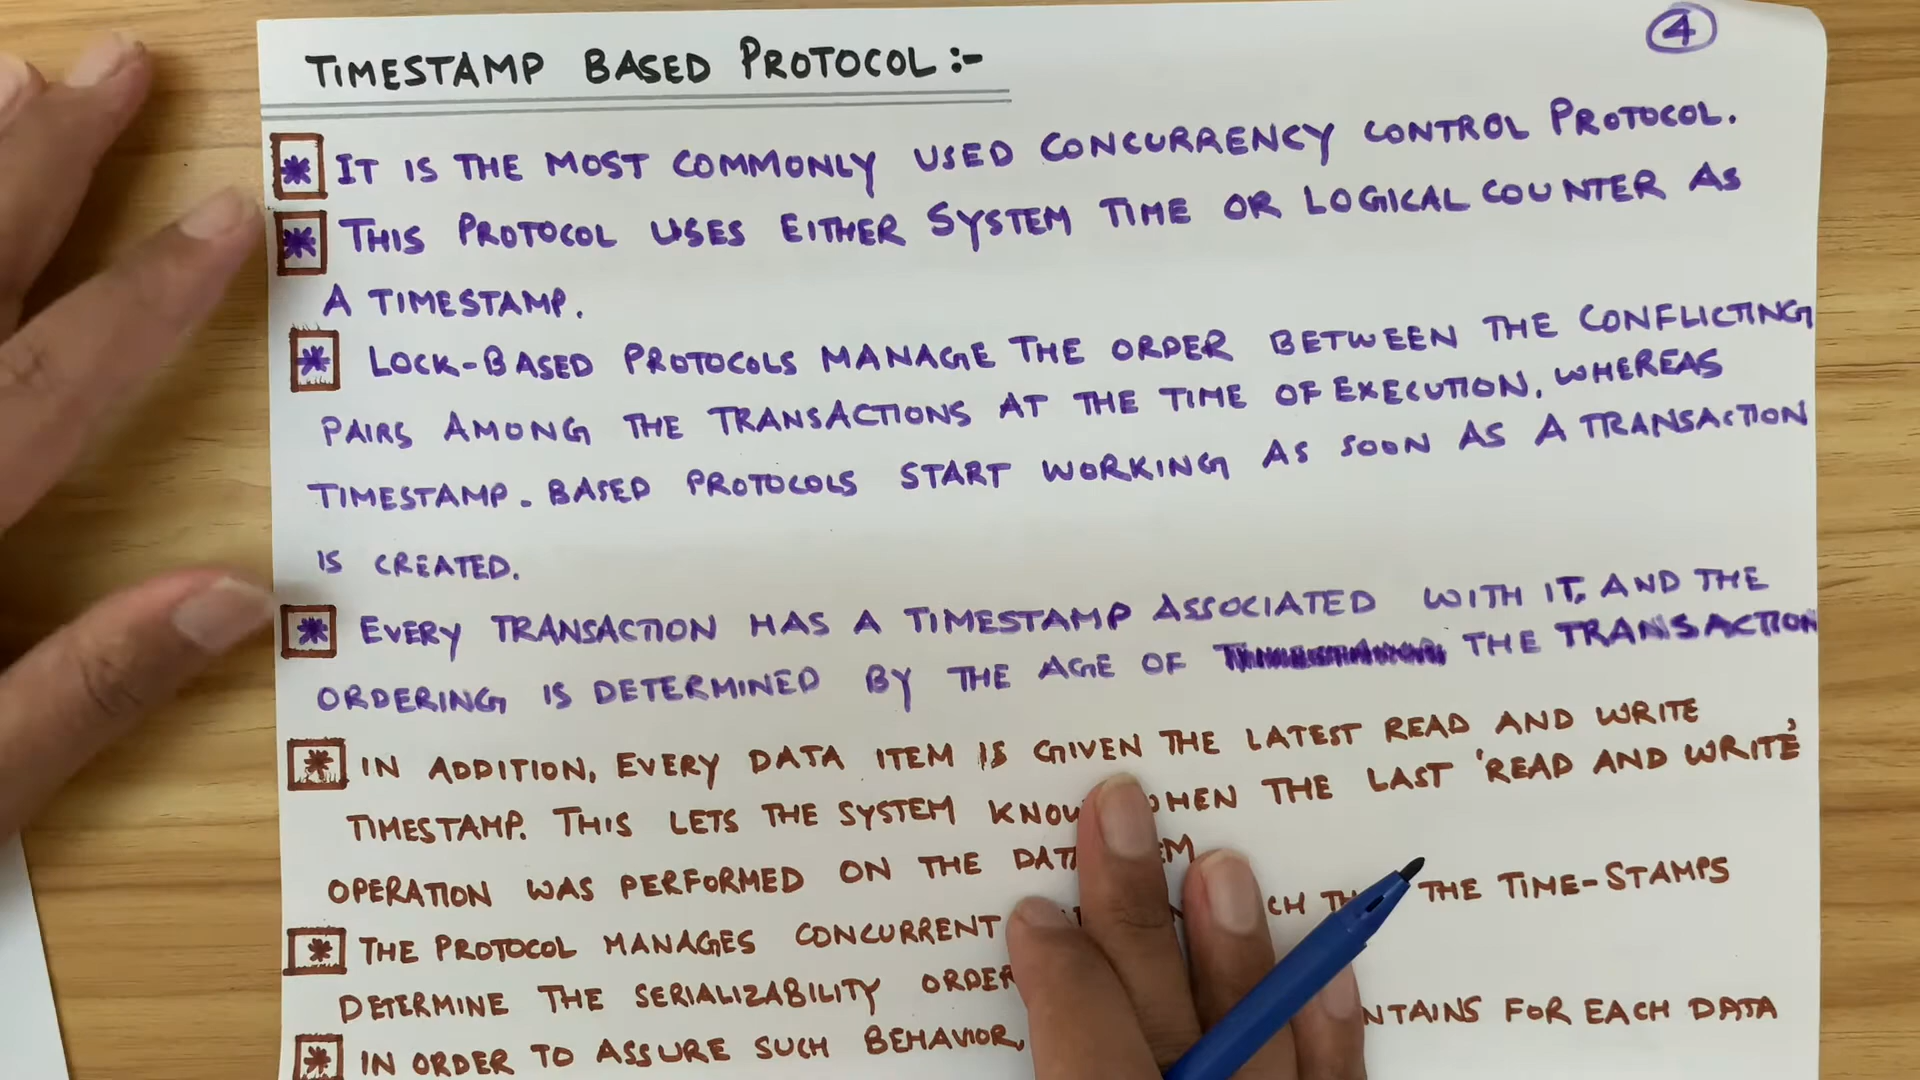 4
TIMESTAMP BASED PROTOCOL :-
* IT IS THE MOST COMMONLY USED CONCURRENCY CONTROL PROTOCOL.
* THIS PROTOCOL USES EITHER SYSTEM TIME OR LOGICAL COUNTER AS
A TIMESTAMP.
* LOCK-BASED PROTOCOLS MANAGE THE ORDER BETWEEN THE CONFLICTING
PAIRS AMONG THE TRANSACTIONS AT THE TIME OF EXECUTION, WHEREAS
TIMESTAMP-BASED PROTOCOLS START WORKING AS SOON AS A TRANSACTION
IS CREATED.
* EVERY TRANSACTION HAS A TIMESTAMP ASSOCIATED WITH IT, AND THE
ORDERING IS DETERMINED BY THE AGE OF THE TRANSACTION
* IN ADDITION, EVERY DATA ITEM IS GIVEN THE LATEST READ AND WRITE
TIMESTAMP. THIS LETS THE SYSTEM KNOW WHEN THE LAST 'READ AND WRITE'
OPERATION WAS PERFORMED ON THE DATA
* THE PROTOCOL MANAGES CONCURRENT THE TIME-STAMPS
DETERMINE THE SERIALIZABILITY ORDER
* IN ORDER TO ASSURE SUCH BEHAVIOR, FOR EACH DATA